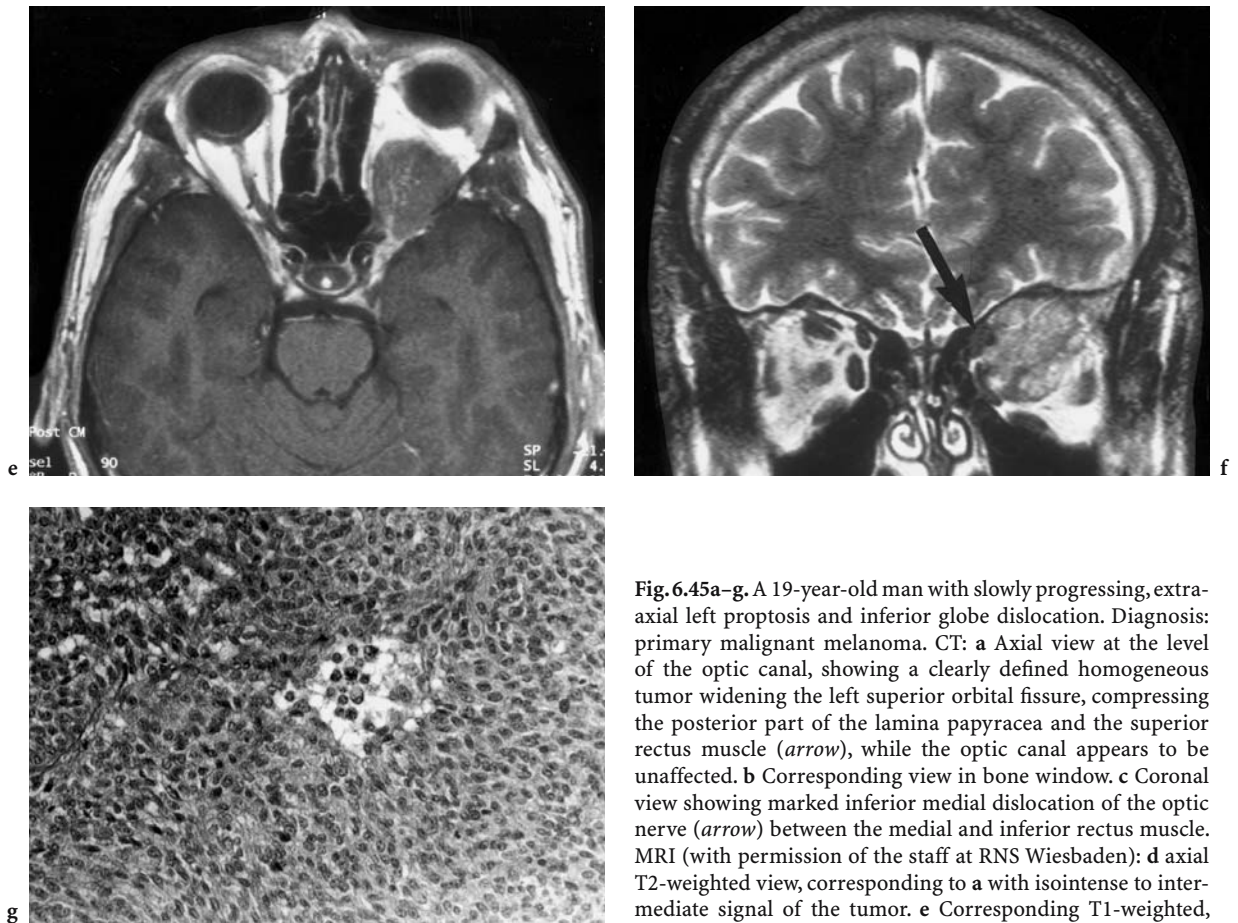 Post CM
sel 90
SP -21.
SL 4.
e
f
g
Fig. 6.45a–g. A 19-year-old man with slowly progressing, extra-
axial left proptosis and inferior globe dislocation. Diagnosis:
primary malignant melanoma. CT: a Axial view at the level
of the optic canal, showing a clearly defined homogeneous
tumor widening the left superior orbital fissure, compressing
the posterior part of the lamina papyracea and the superior
rectus muscle (arrow), while the optic canal appears to be
unaffected. b Corresponding view in bone window. c Coronal
view showing marked inferior medial dislocation of the optic
nerve (arrow) between the medial and inferior rectus muscle.
MRI (with permission of the staff at RNS Wiesbaden): d axial
T2-weighted view, corresponding to a with isointense to inter-
mediate signal of the tumor. e Corresponding T1-weighted,